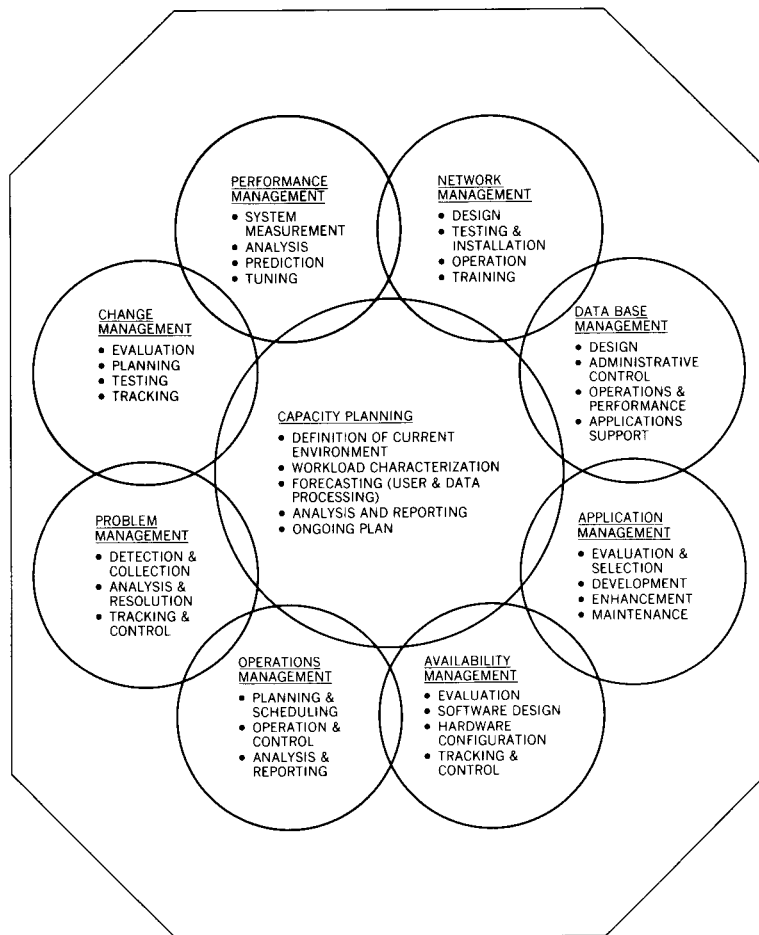 PERFORMANCE
MANAGEMENT
• SYSTEM
MEASUREMENT
• ANALYSIS
• PREDICTION
• TUNING
NETWORK
MANAGEMENT
• DESIGN
• TESTING &
INSTALLATION
• OPERATION
• TRAINING
CHANGE
MANAGEMENT
• EVALUATION
• PLANNING
• TESTING
• TRACKING
DATA BASE
MANAGEMENT
• DESIGN
• ADMINISTRATIVE
CONTROL
• OPERATIONS &
PERFORMANCE
• APPLICATIONS
SUPPORT
CAPACITY PLANNING
• DEFINITION OF CURRENT
ENVIRONMENT
• WORKLOAD CHARACTERIZATION
• FORECASTING (USER & DATA
PROCESSING)
• ANALYSIS AND REPORTING
• ONGOING PLAN
PROBLEM
MANAGEMENT
• DETECTION &
COLLECTION
• ANALYSIS &
RESOLUTION
• TRACKING &
CONTROL
APPLICATION
MANAGEMENT
• EVALUATION &
SELECTION
• DEVELOPMENT
• ENHANCEMENT
• MAINTENANCE
OPERATIONS
MANAGEMENT
• PLANNING &
SCHEDULING
• OPERATION &
CONTROL
• ANALYSIS &
REPORTING
AVAILABILITY
MANAGEMENT
• EVALUATION
• SOFTWARE DESIGN
• HARDWARE
CONFIGURATION
• TRACKING &
CONTROL